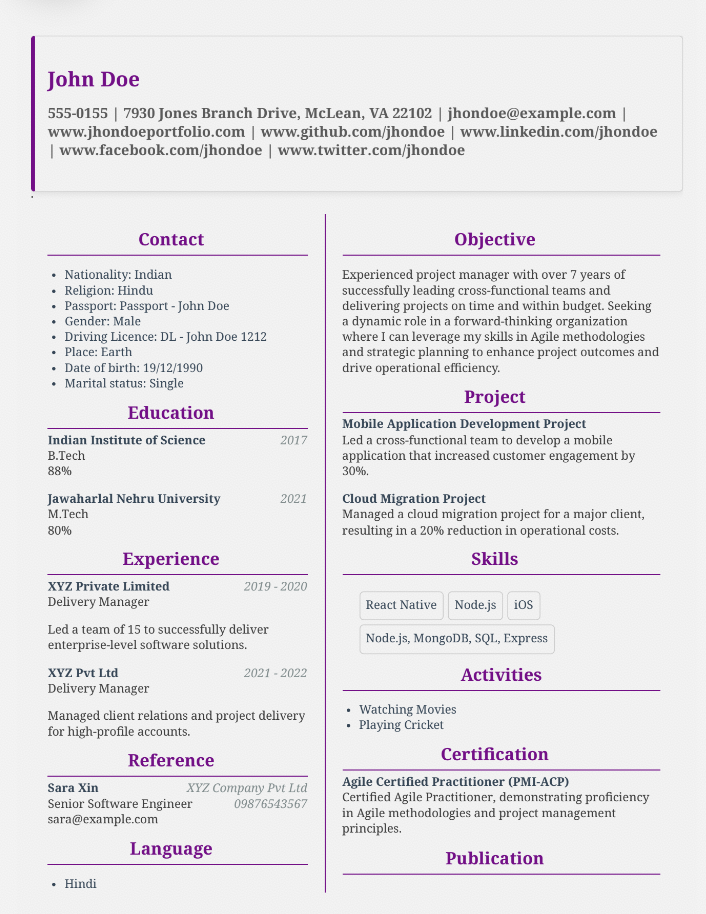 John Doe
555-0155 | 7930 Jones Branch Drive, McLean, VA 22102 | jhondoe@example.com |
www.jhondoeportfolio.com | www.github.com/jhondoe | www.linkedin.com/jhondoe
| www.facebook.com/jhondoe | www.twitter.com/jhondoe
.
Contact
• Nationality: Indian
• Religion: Hindu
• Passport: Passport - John Doe
• Gender: Male
• Driving Licence: DL - John Doe 1212
• Place: Earth
• Date of birth: 19/12/1990
• Marital status: Single
Education
Indian Institute of Science 2017
B.Tech
88%
Jawaharlal Nehru University 2021
M.Tech
80%
Experience
XYZ Private Limited 2019 - 2020
Delivery Manager
Led a team of 15 to successfully deliver
enterprise-level software solutions.
XYZ Pvt Ltd 2021 - 2022
Delivery Manager
Managed client relations and project delivery
for high-profile accounts.
Reference
Sara Xin XYZ Company Pvt Ltd
Senior Software Engineer 09876543567
sara@example.com
Language
• Hindi
Objective
Experienced project manager with over 7 years of
successfully leading cross-functional teams and
delivering projects on time and within budget. Seeking
a dynamic role in a forward-thinking organization
where I can leverage my skills in Agile methodologies
and strategic planning to enhance project outcomes and
drive operational efficiency.
Project
Mobile Application Development Project
Led a cross-functional team to develop a mobile
application that increased customer engagement by
30%.
Cloud Migration Project
Managed a cloud migration project for a major client,
resulting in a 20% reduction in operational costs.
Skills
React Native Node.js iOS
Node.js, MongoDB, SQL, Express
Activities
• Watching Movies
• Playing Cricket
Certification
Agile Certified Practitioner (PMI-ACP)
Certified Agile Practitioner, demonstrating proficiency
in Agile methodologies and project management
principles.
Publication